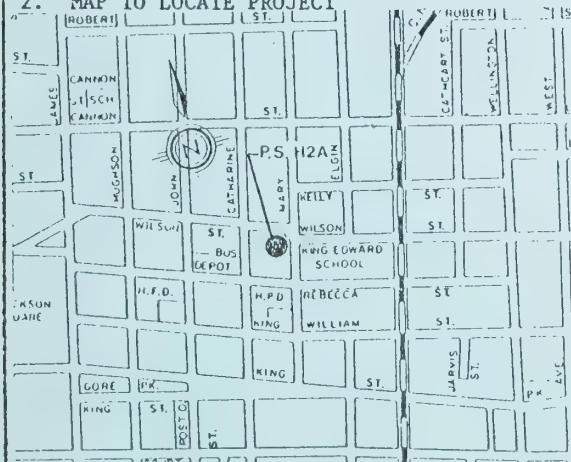 2. MAP TO LOCATE PROJECT
ROBERT
ST.
ROBERT
ST.
CANNON
CANNON
ST.
HUGHSON
JOHN
CATHARINE
MARY
ELGIN
CATHCART ST.
WELLINGTON
WEST
N
P.S. H2A
ST
KELLY
ST.
WILSON
ST.
WILSON
ST.
BUS
DEPOT
KING EDWARD
SCHOOL
H.F.D.
H.P.D
REBECCA
ST
KING
WILLIAM
ST.
KING
ST.
JARVIS
ST.
GORE PK.
KING ST.
POST O.
ST.
PK.
AVE